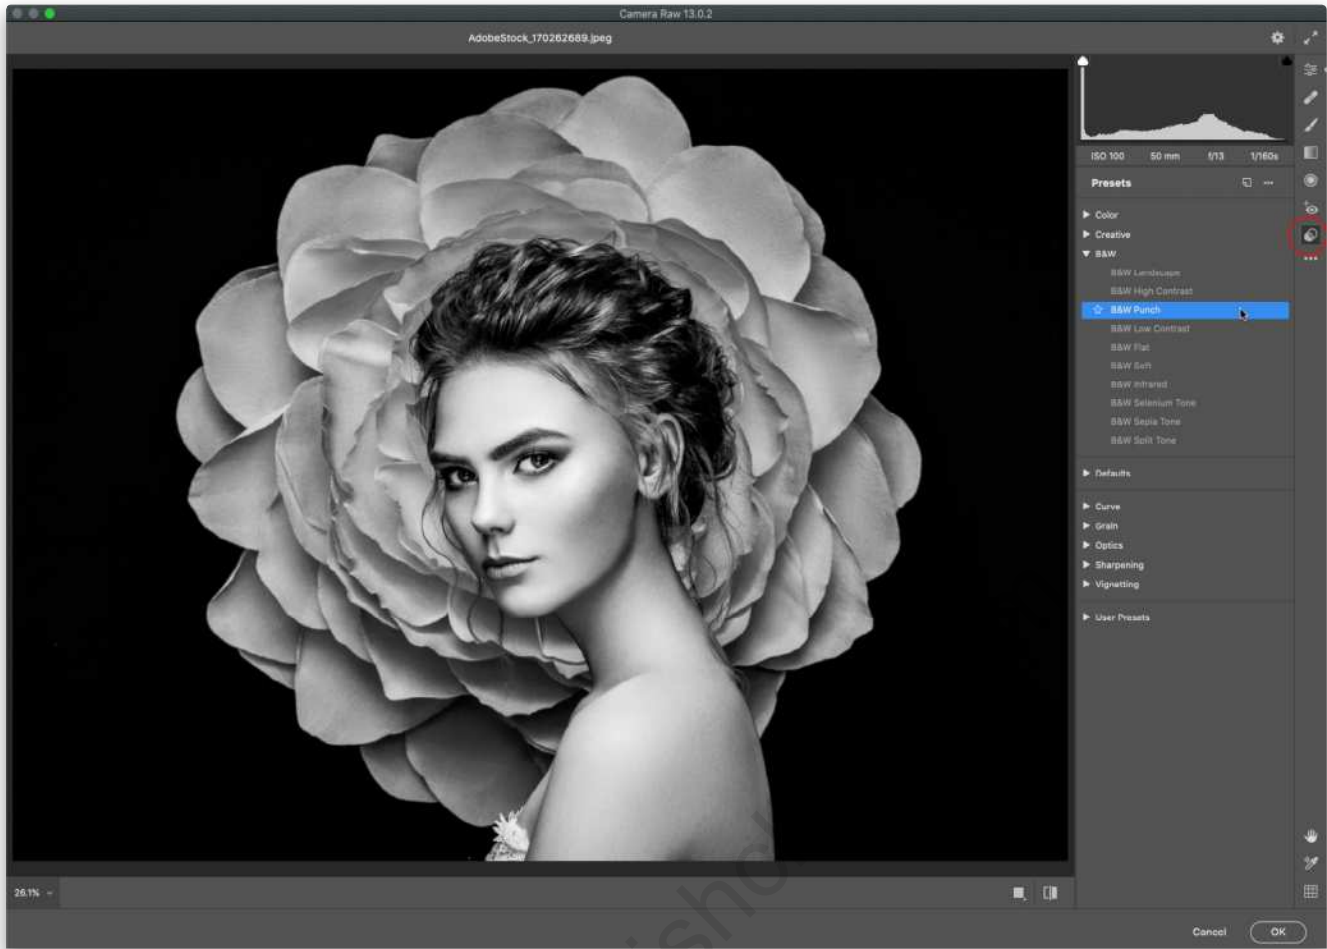 Camera Raw 13.0.2
AdobeStock_170262689.jpeg
ISO 100 50 mm f/13 1/160s
Presets
Color
Creative
B&W
B&W Landscape
B&W High Contrast
B&W Punch
B&W Low Contrast
B&W Flat
B&W Soft
B&W Infrared
B&W Selenium Tone
B&W Sepia Tone
B&W Split Tone
Defaults
Curve
Grain
Optics
Sharpening
Vignetting
User Presets
26.1%
Cancel OK